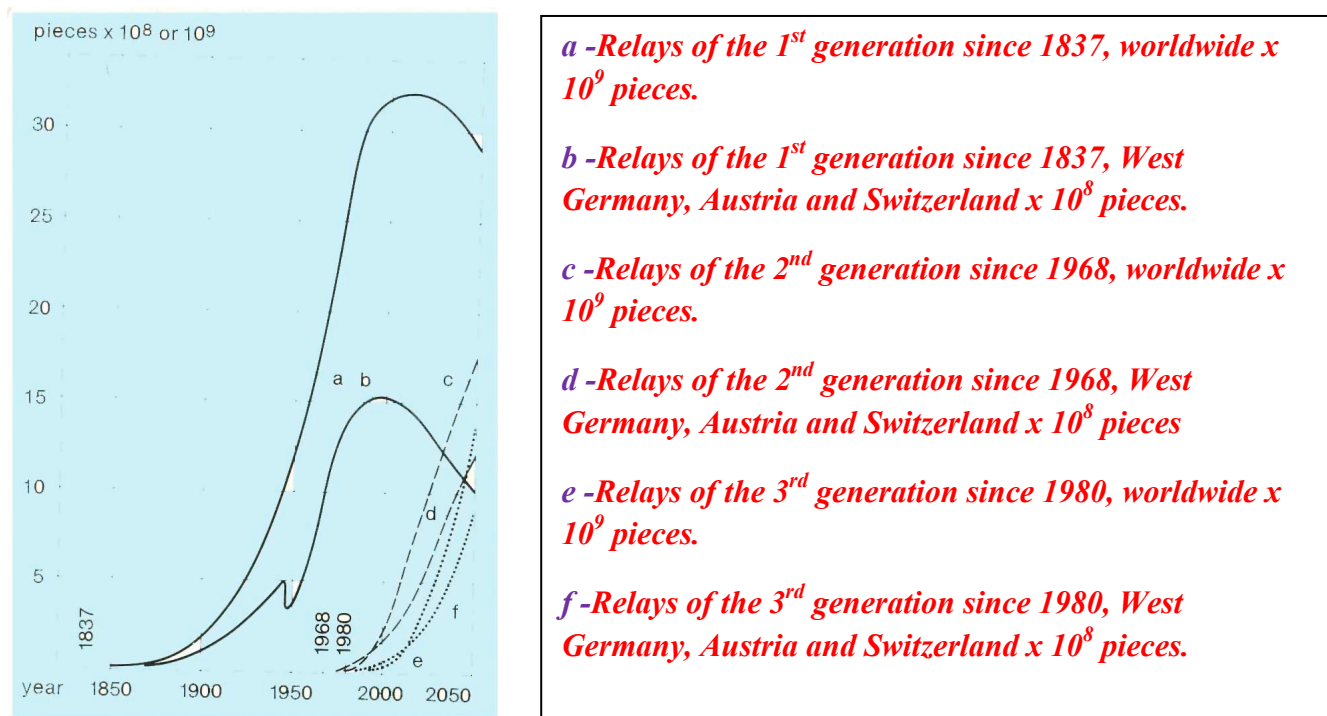 pieces x 10⁸ or 10⁹
30
25
20
15
10
5
a
b
c
d
e
f
1837
1968
1980
year 1850 1900 1950 2000 2050
a -Relays of the 1st generation since 1837, worldwide x
10⁹ pieces.
b -Relays of the 1st generation since 1837, West
Germany, Austria and Switzerland x 10⁸ pieces.
c -Relays of the 2nd generation since 1968, worldwide x
10⁹ pieces.
d -Relays of the 2nd generation since 1968, West
Germany, Austria and Switzerland x 10⁸ pieces
e -Relays of the 3rd generation since 1980, worldwide x
10⁹ pieces.
f -Relays of the 3rd generation since 1980, West
Germany, Austria and Switzerland x 10⁸ pieces.